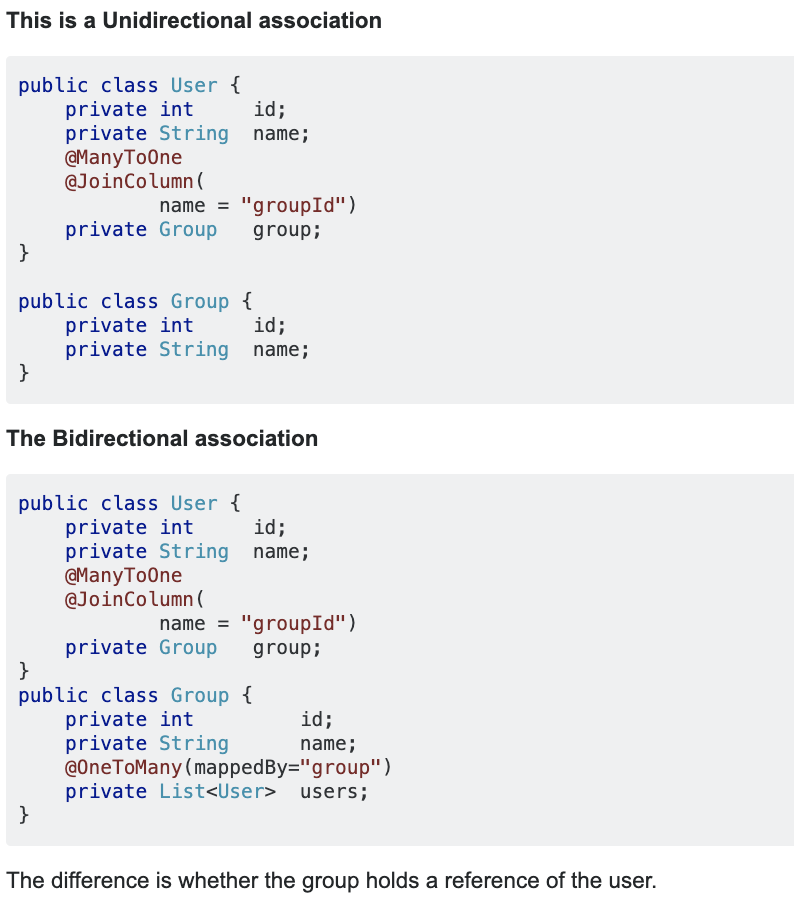 This is a Unidirectional association
public class User {
    private int     id;
    private String  name;
    @ManyToOne
    @JoinColumn(
            name = "groupId")
    private Group   group;
}
public class Group {
    private int     id;
    private String  name;
}
The Bidirectional association
public class User {
    private int     id;
    private String  name;
    @ManyToOne
    @JoinColumn(
            name = "groupId")
    private Group   group;
}
public class Group {
    private int         id;
    private String      name;
    @OneToMany(mappedBy="group")
    private List<User>  users;
}
The difference is whether the group holds a reference of the user.